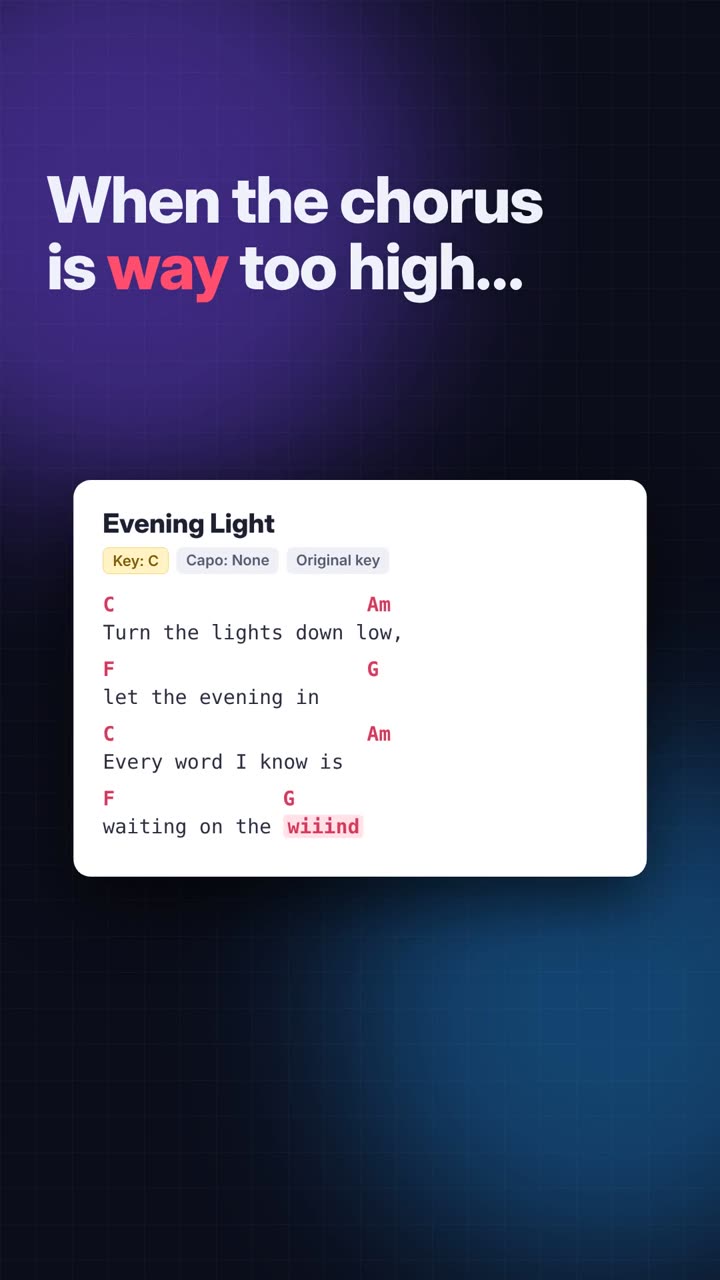 When the chorus
is way too high...
Evening Light
Key: C Capo: None Original key
C Am
Turn the lights down low,
F G
let the evening in
C Am
Every word I know is
F G
waiting on the wiiind